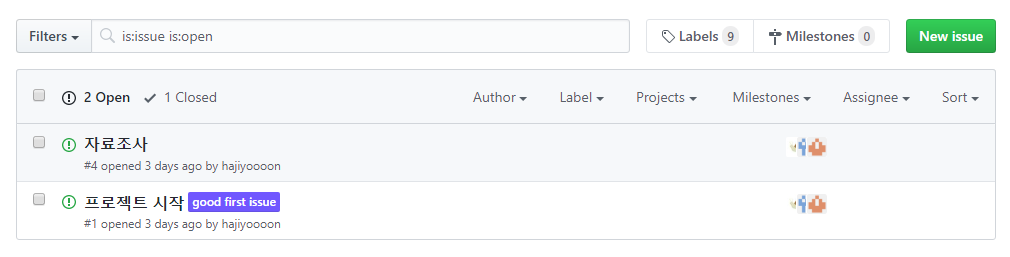 Filters is:issue is:open Labels 9 Milestones 0 New issue
2 Open 1 Closed Author Label Projects Milestones Assignee Sort
자료조사
#4 opened 3 days ago by hajiyoooon
프로젝트 시작 good first issue
#1 opened 3 days ago by hajiyoooon